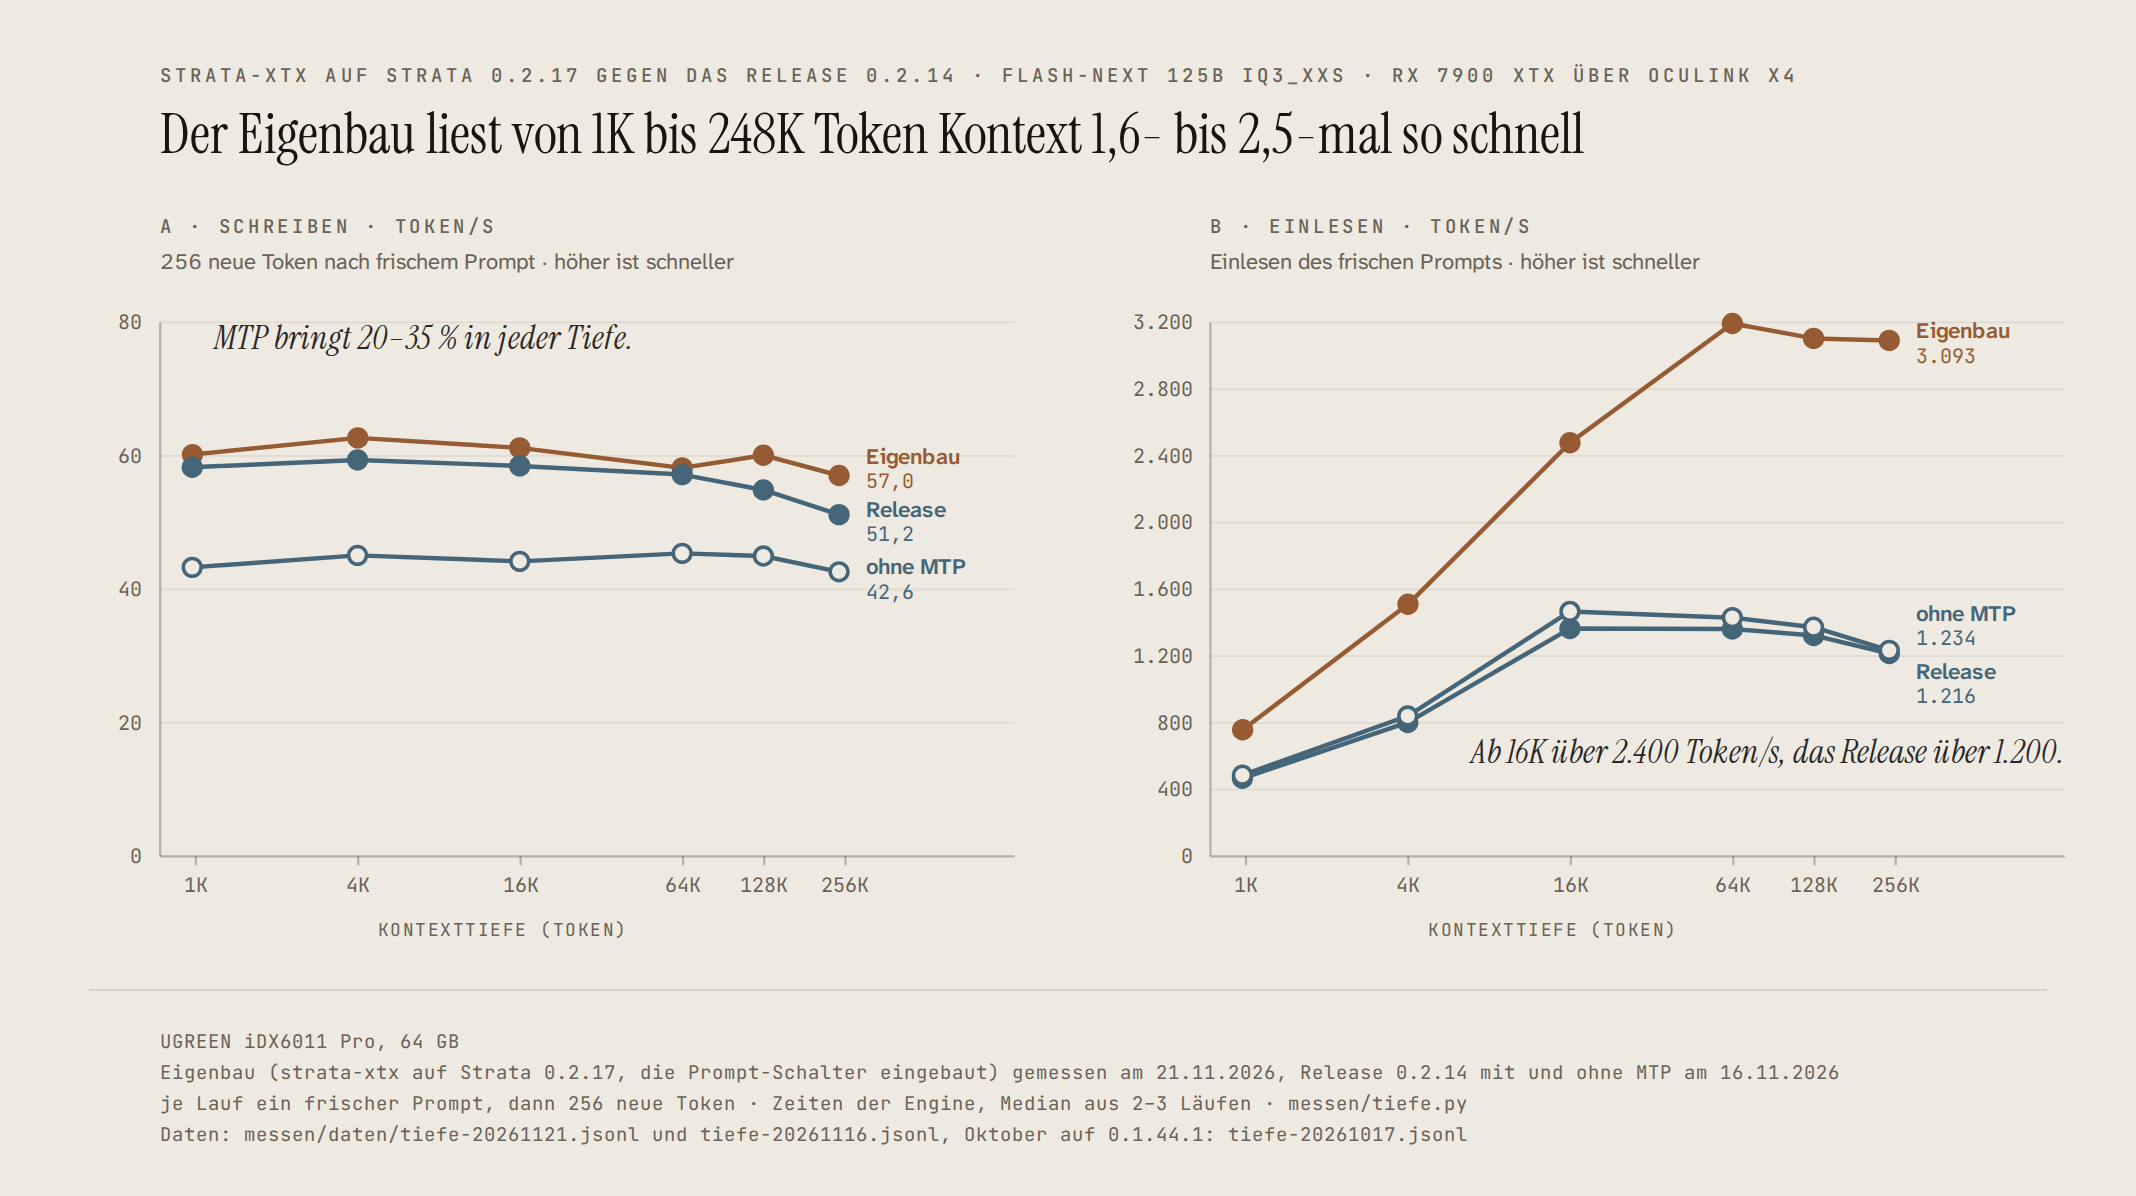 STRATA-XTX AUF STRATA 0.2.17 GEGEN DAS RELEASE 0.2.14 · FLASH-NEXT 125B IQ3_XXS · RX 7900 XTX ÜBER OCULINK X4
Der Eigenbau liest von 1K bis 248K Token Kontext 1,6- bis 2,5-mal so schnell
A · SCHREIBEN · TOKEN/S
256 neue Token nach frischem Prompt · höher ist schneller
80
MTP bringt 20–35 % in jeder Tiefe.
60
40
20
0
Eigenbau
57,0
Release
51,2
ohne MTP
42,6
1K 4K 16K 64K 128K 256K
KONTEXTTIEFE (TOKEN)
B · EINLESEN · TOKEN/S
Einlesen des frischen Prompts · höher ist schneller
3.200
2.800
2.400
2.000
1.600
1.200
800
400
0
Eigenbau
3.093
ohne MTP
1.234
Release
1.216
Ab 16K über 2.400 Token/s, das Release über 1.200.
1K 4K 16K 64K 128K 256K
KONTEXTTIEFE (TOKEN)
UGREEN iDX6011 Pro, 64 GB
Eigenbau (strata-xtx auf Strata 0.2.17, die Prompt-Schalter eingebaut) gemessen am 21.11.2026, Release 0.2.14 mit und ohne MTP am 16.11.2026
je Lauf ein frischer Prompt, dann 256 neue Token · Zeiten der Engine, Median aus 2–3 Läufen · messen/tiefe.py
Daten: messen/daten/tiefe-20261121.jsonl und tiefe-20261116.jsonl, Oktober auf 0.1.44.1: tiefe-20261017.jsonl